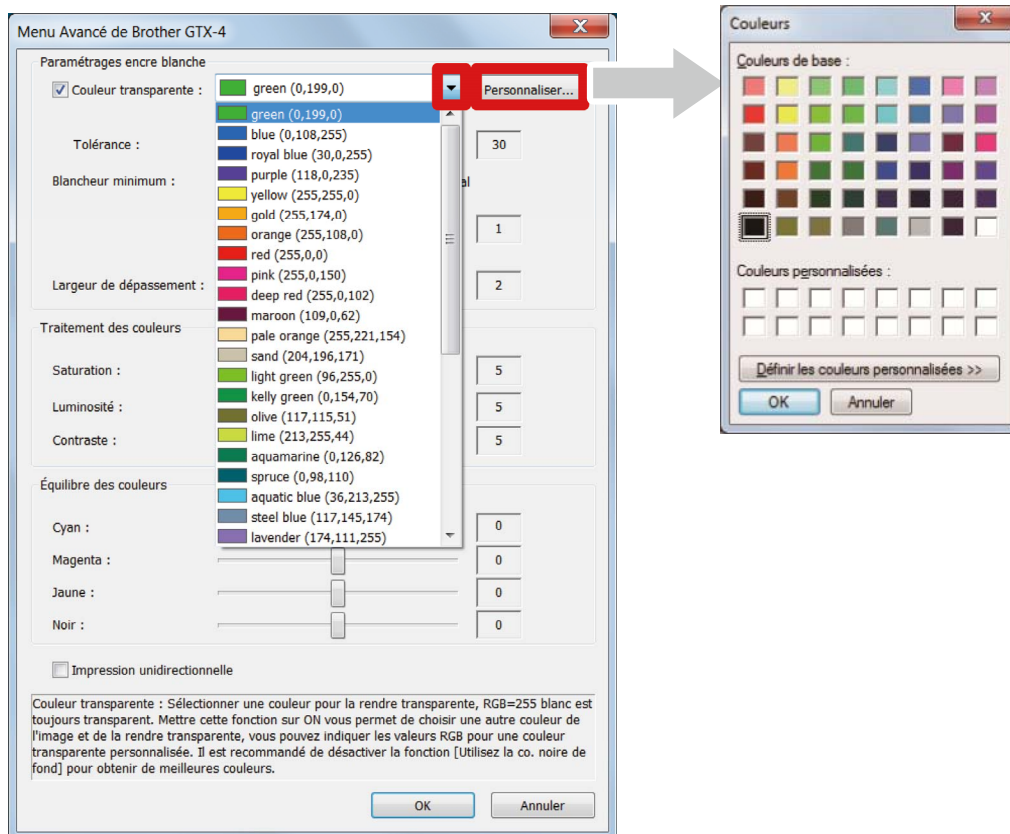 Menu Avancé de Brother GTX-4
Paramétrages encre blanche
Couleur transparente : green (0,199,0) Personnaliser...
green (0,199,0)
blue (0,108,255)
royal blue (30,0,255)
purple (118,0,235)
yellow (255,255,0)
gold (255,174,0)
orange (255,108,0)
red (255,0,0)
pink (255,0,150)
deep red (255,0,102)
maroon (109,0,62)
pale orange (255,221,154)
sand (204,196,171)
light green (96,255,0)
kelly green (0,154,70)
olive (117,115,51)
lime (213,255,44)
aquamarine (0,126,82)
spruce (0,98,110)
aquatic blue (36,213,255)
steel blue (117,145,174)
lavender (174,111,255)
Tolérance : 30
Blancheur minimum : al
1
Largeur de dépassement : 2
Traitement des couleurs
Saturation : 5
Luminosité : 5
Contraste : 5
Équilibre des couleurs
Cyan : 0
Magenta : 0
Jaune : 0
Noir : 0
Impression unidirectionnelle
Couleur transparente : Sélectionner une couleur pour la rendre transparente, RGB=255 blanc est
toujours transparent. Mettre cette fonction sur ON vous permet de choisir une autre couleur de
l'image et de la rendre transparente, vous pouvez indiquer les valeurs RGB pour une couleur
transparente personnalisée. Il est recommandé de désactiver la fonction [Utilisez la co. noire de
fond] pour obtenir de meilleures couleurs.
OK Annuler
Couleurs
Couleurs de base :
Couleurs personnalisées :
Définir les couleurs personnalisées >>
OK Annuler